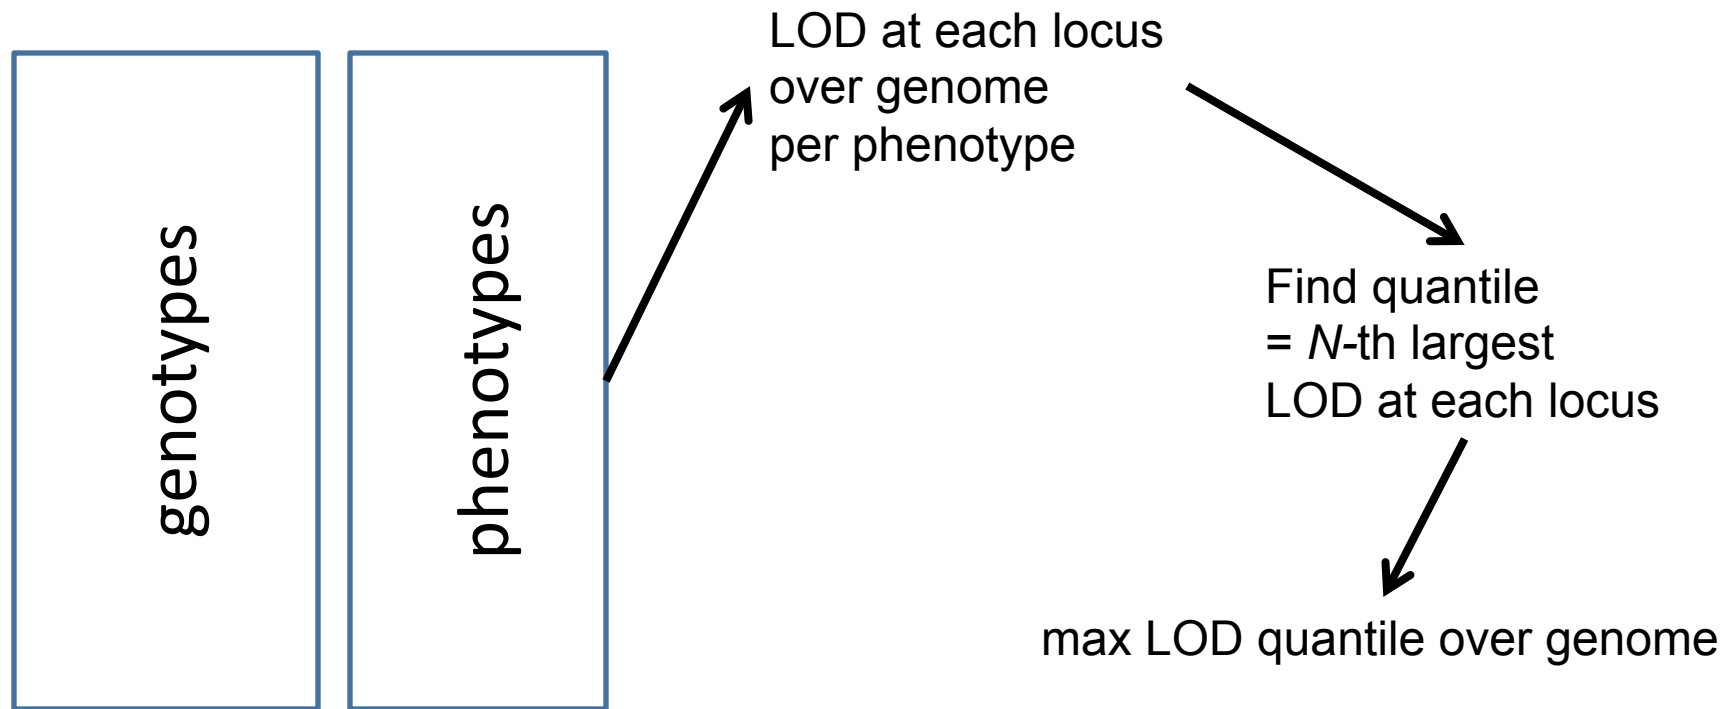 genotypes
phenotypes
LOD at each locus
over genome
per phenotype
Find quantile
= N-th largest
LOD at each locus
max LOD quantile over genome